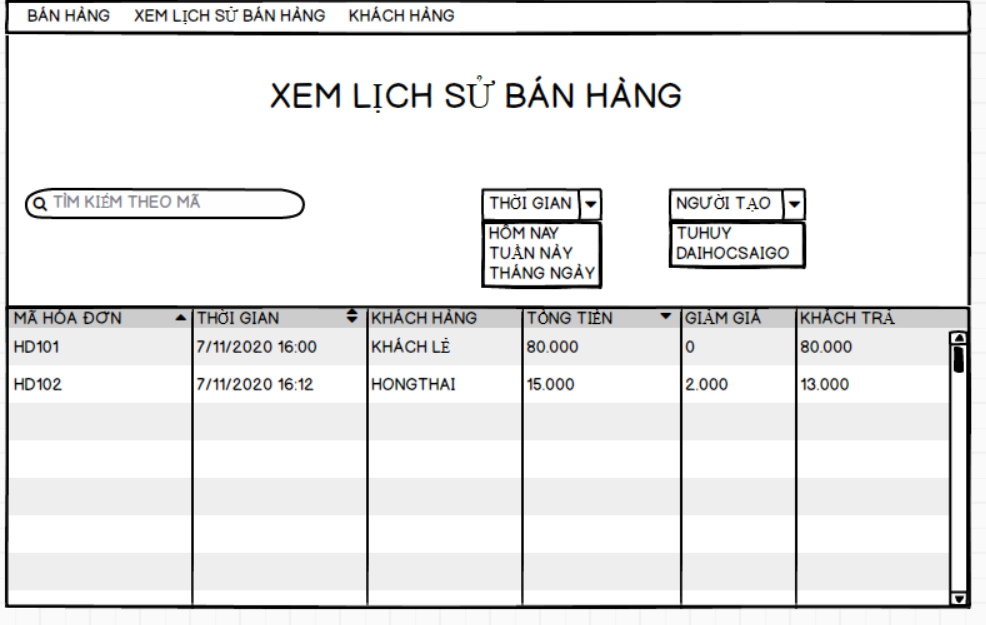 BÁN HÀNG XEM LỊCH SỬ BÁN HÀNG KHÁCH HÀNG
XEM LỊCH SỬ BÁN HÀNG
TÌM KIẾM THEO MÃ
THỜI GIAN
HÔM NAY
TUẦN NÀY
THÁNG NGÀY
NGƯỜI TẠO
TUHUY
DAIHOCSAIGO
MÃ HÓA ĐƠN THỜI GIAN KHÁCH HÀNG TỔNG TIỀN GIẢM GIÁ KHÁCH TRẢ
HD101 7/11/2020 16:00 KHÁCH LẺ 80.000 0 80.000
HD102 7/11/2020 16:12 HONGTHAI 15.000 2.000 13.000